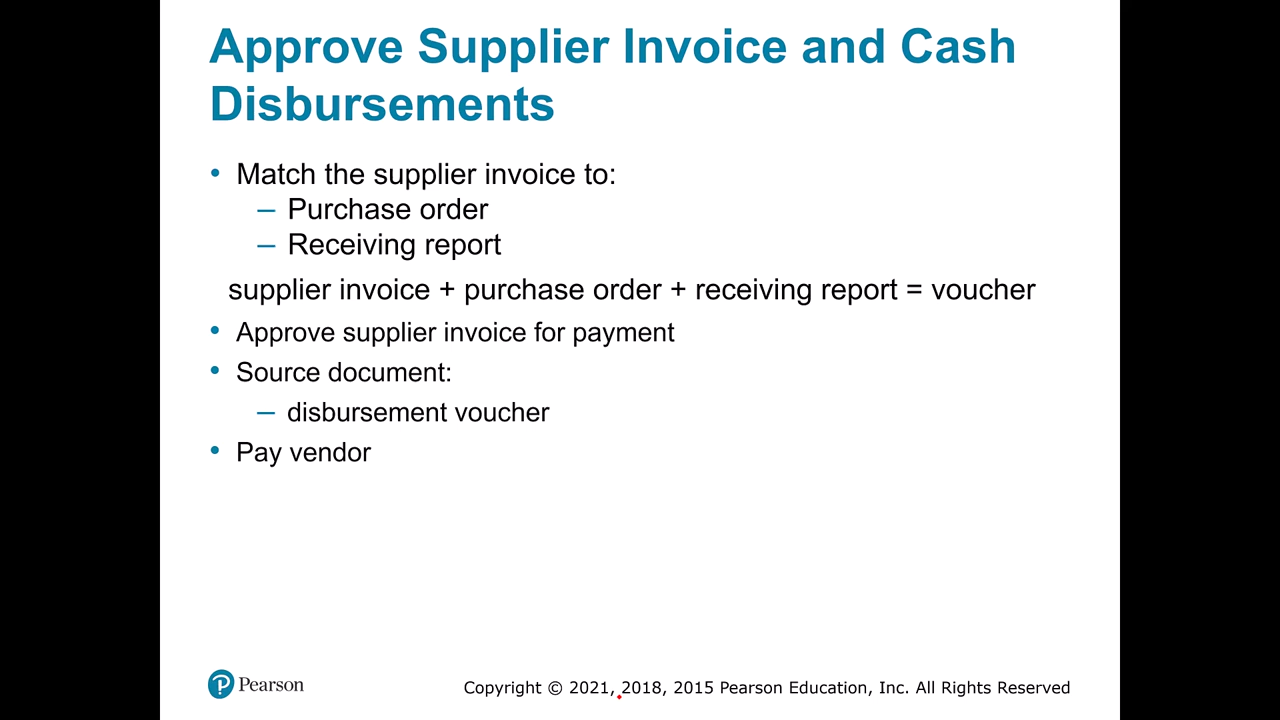 Approve Supplier Invoice and Cash
Disbursements
• Match the supplier invoice to:
– Purchase order
– Receiving report
supplier invoice + purchase order + receiving report = voucher
• Approve supplier invoice for payment
• Source document:
– disbursement voucher
• Pay vendor
Pearson
Copyright © 2021, 2018, 2015 Pearson Education, Inc. All Rights Reserved